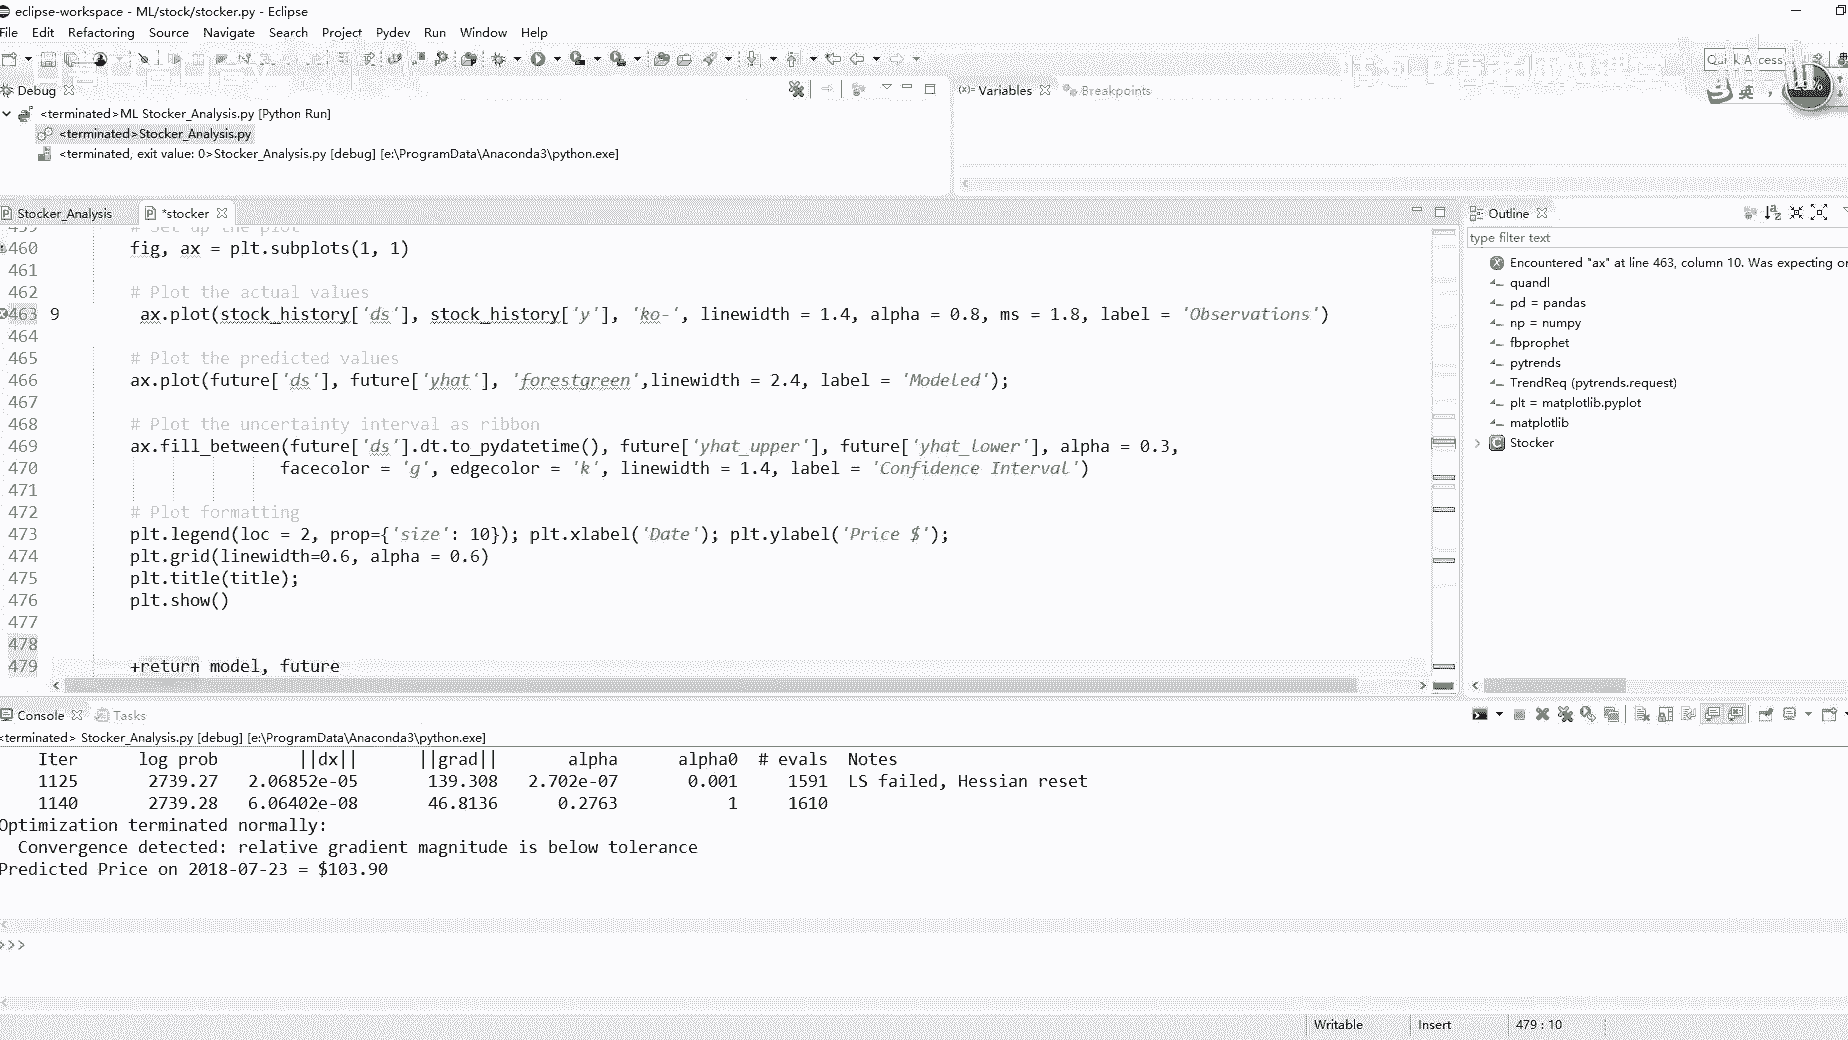 eclipse-workspace - ML/stock/stocker.py - Eclipse
File Edit Refactoring Source Navigate Search Project Pydev Run Window Help
Quick Access
Debug
(x)= Variables Breakpoints
<terminated>ML Stocker_Analysis.py [Python Run]
<terminated>Stocker_Analysis.py
<terminated, exit value: 0>Stocker_Analysis.py [debug] [e:\ProgramData\Anaconda3\python.exe]
Stocker_Analysis *stocker
Outline
type filter text
Encountered "ax" at line 463, column 10. Was expecting or
quandl
pd = pandas
np = numpy
fbprophet
pytrends
TrendReq (pytrends.request)
plt = matplotlib.pyplot
matplotlib
Stocker
459 # Set up the plot
460 fig, ax = plt.subplots(1, 1)
461
462 # Plot the actual values
463 9 ax.plot(stock_history['ds'], stock_history['y'], 'ko-', linewidth = 1.4, alpha = 0.8, ms = 1.8, label = 'Observations')
464
465 # Plot the predicted values
466 ax.plot(future['ds'], future['yhat'], 'forestgreen',linewidth = 2.4, label = 'Modeled');
467
468 # Plot the uncertainty interval as ribbon
469 ax.fill_between(future['ds'].dt.to_pydatetime(), future['yhat_upper'], future['yhat_lower'], alpha = 0.3,
470 facecolor = 'g', edgecolor = 'k', linewidth = 1.4, label = 'Confidence Interval')
471
472 # Plot formatting
473 plt.legend(loc = 2, prop={'size': 10}); plt.xlabel('Date'); plt.ylabel('Price $');
474 plt.grid(linewidth=0.6, alpha = 0.6)
475 plt.title(title);
476 plt.show()
477
478
479 +return model, future
Console Tasks
<terminated> Stocker_Analysis.py [debug] [e:\ProgramData\Anaconda3\python.exe]
Iter log prob ||dx|| ||grad|| alpha alpha0 # evals Notes
1125 2739.27 2.06852e-05 139.308 2.702e-07 0.001 1591 LS failed, Hessian reset
1140 2739.28 6.06402e-08 46.8136 0.2763 1 1610
Optimization terminated normally:
Convergence detected: relative gradient magnitude is below tolerance
Predicted Price on 2018-07-23 = $103.90
>>>
Writable Insert 479 : 10